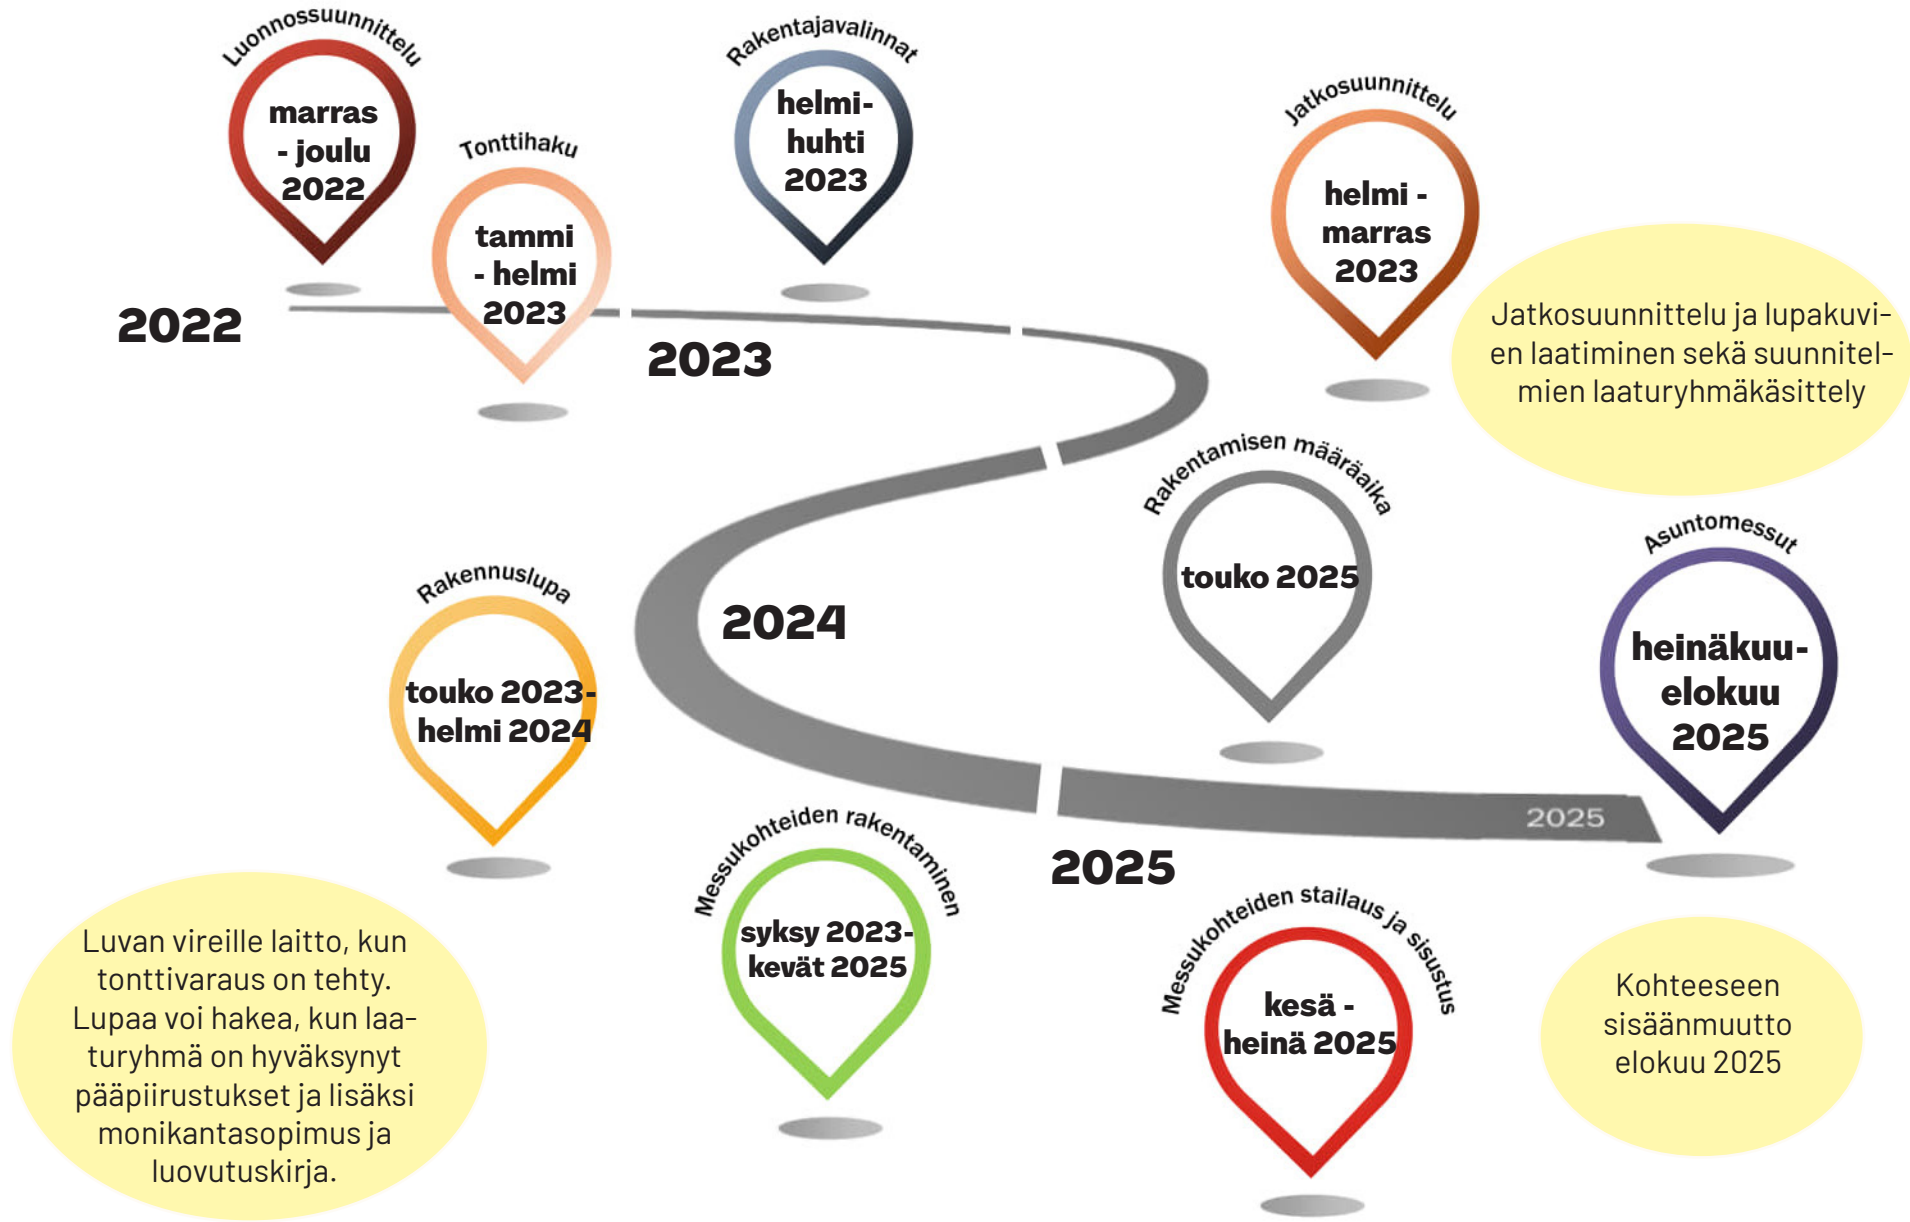 Luonnossuunnittelu
marras
- joulu
2022
Tonttihaku
tammi
- helmi
2023
Rakentajavalinnat
helmi-
huhti
2023
Jatkosuunnittelu
helmi -
marras
2023
Jatkosuunnittelu ja lupakuvi-
en laatiminen sekä suunnitel-
mien laaturyhmäkäsittely
2022
2023
Rakentamisen määräaika
touko 2025
Asuntomessut
heinäkuu-
elokuu
2025
Rakennuslupa
touko 2023-
helmi 2024
2024
2025
2025
Luvan vireille laitto, kun
tonttivaraus on tehty.
Lupaa voi hakea, kun laa-
turyhmä on hyväksynyt
pääpiirustukset ja lisäksi
monikantasopimus ja
luovutuskirja.
Messukohteiden rakentaminen
syksy 2023-
kevät 2025
Messukohteiden stailaus ja sisustus
kesä -
heinä 2025
Kohteeseen
sisäänmuutto
elokuu 2025